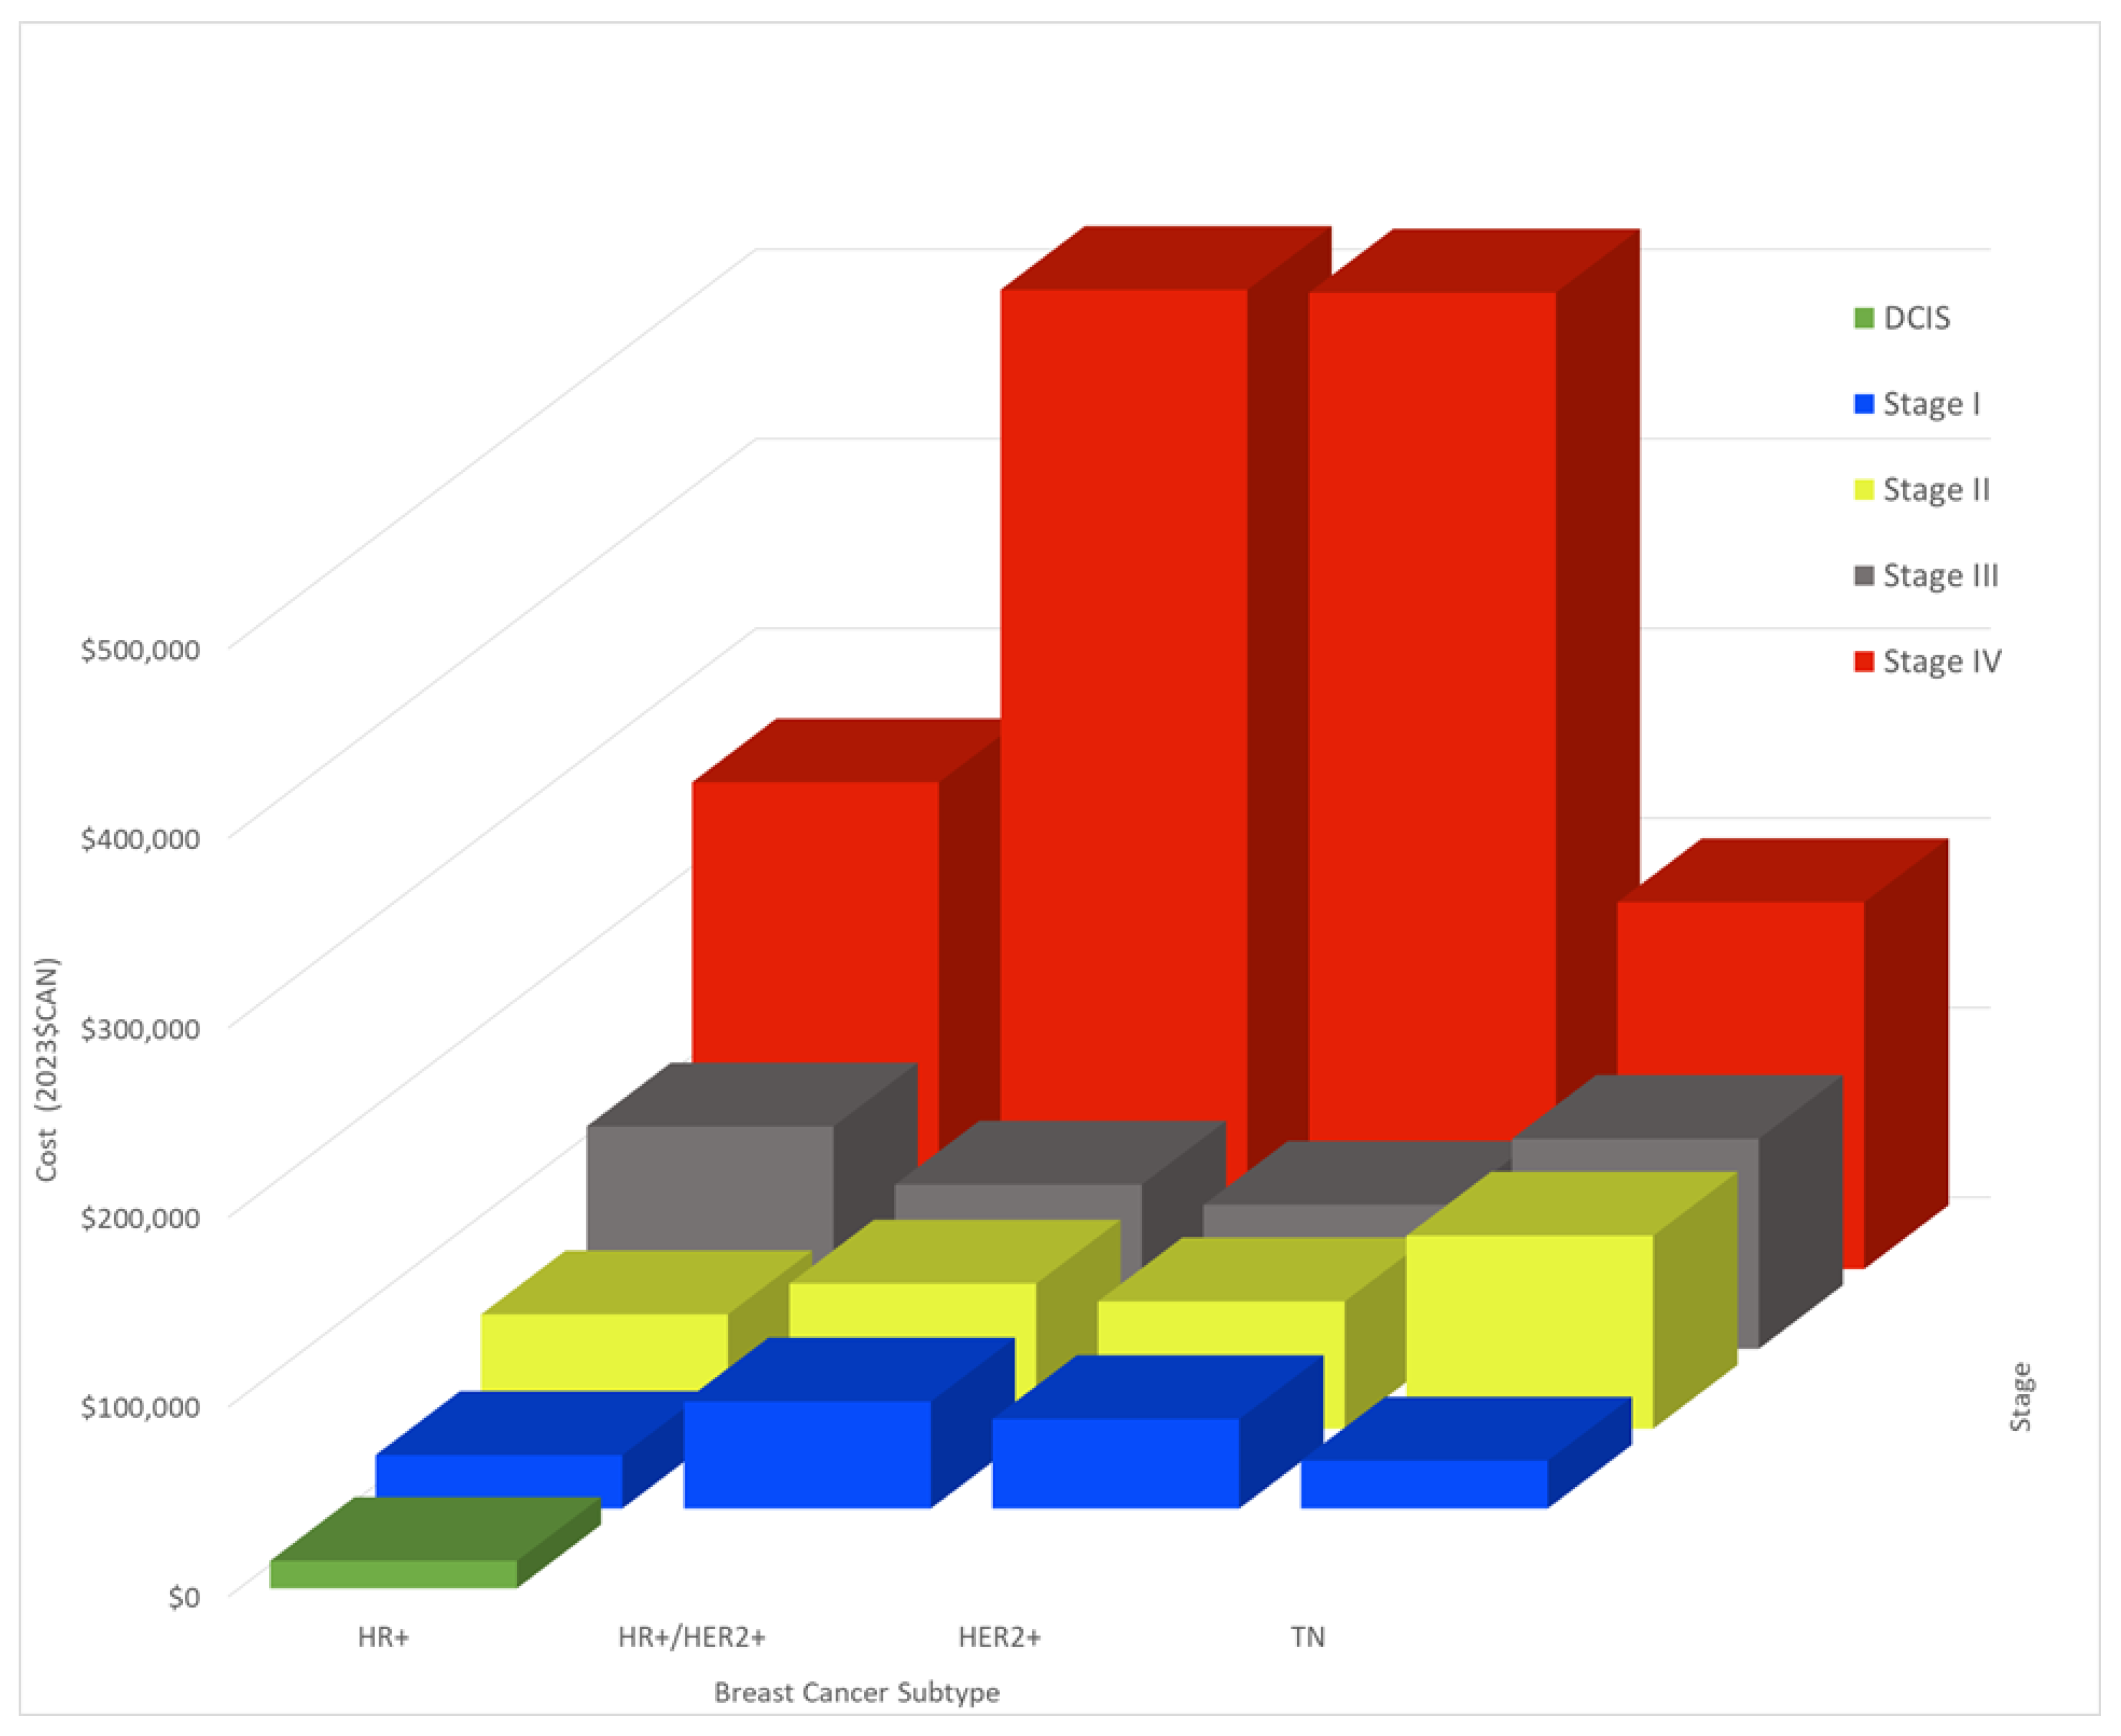 DCIS
Stage I
Stage II
Stage III
Stage IV
$500,000
$400,000
$300,000
$200,000
$100,000
$0
Cost (2023$CAN)
Stage
HR+ HR+/HER2+ HER2+ TN
Breast Cancer Subtype